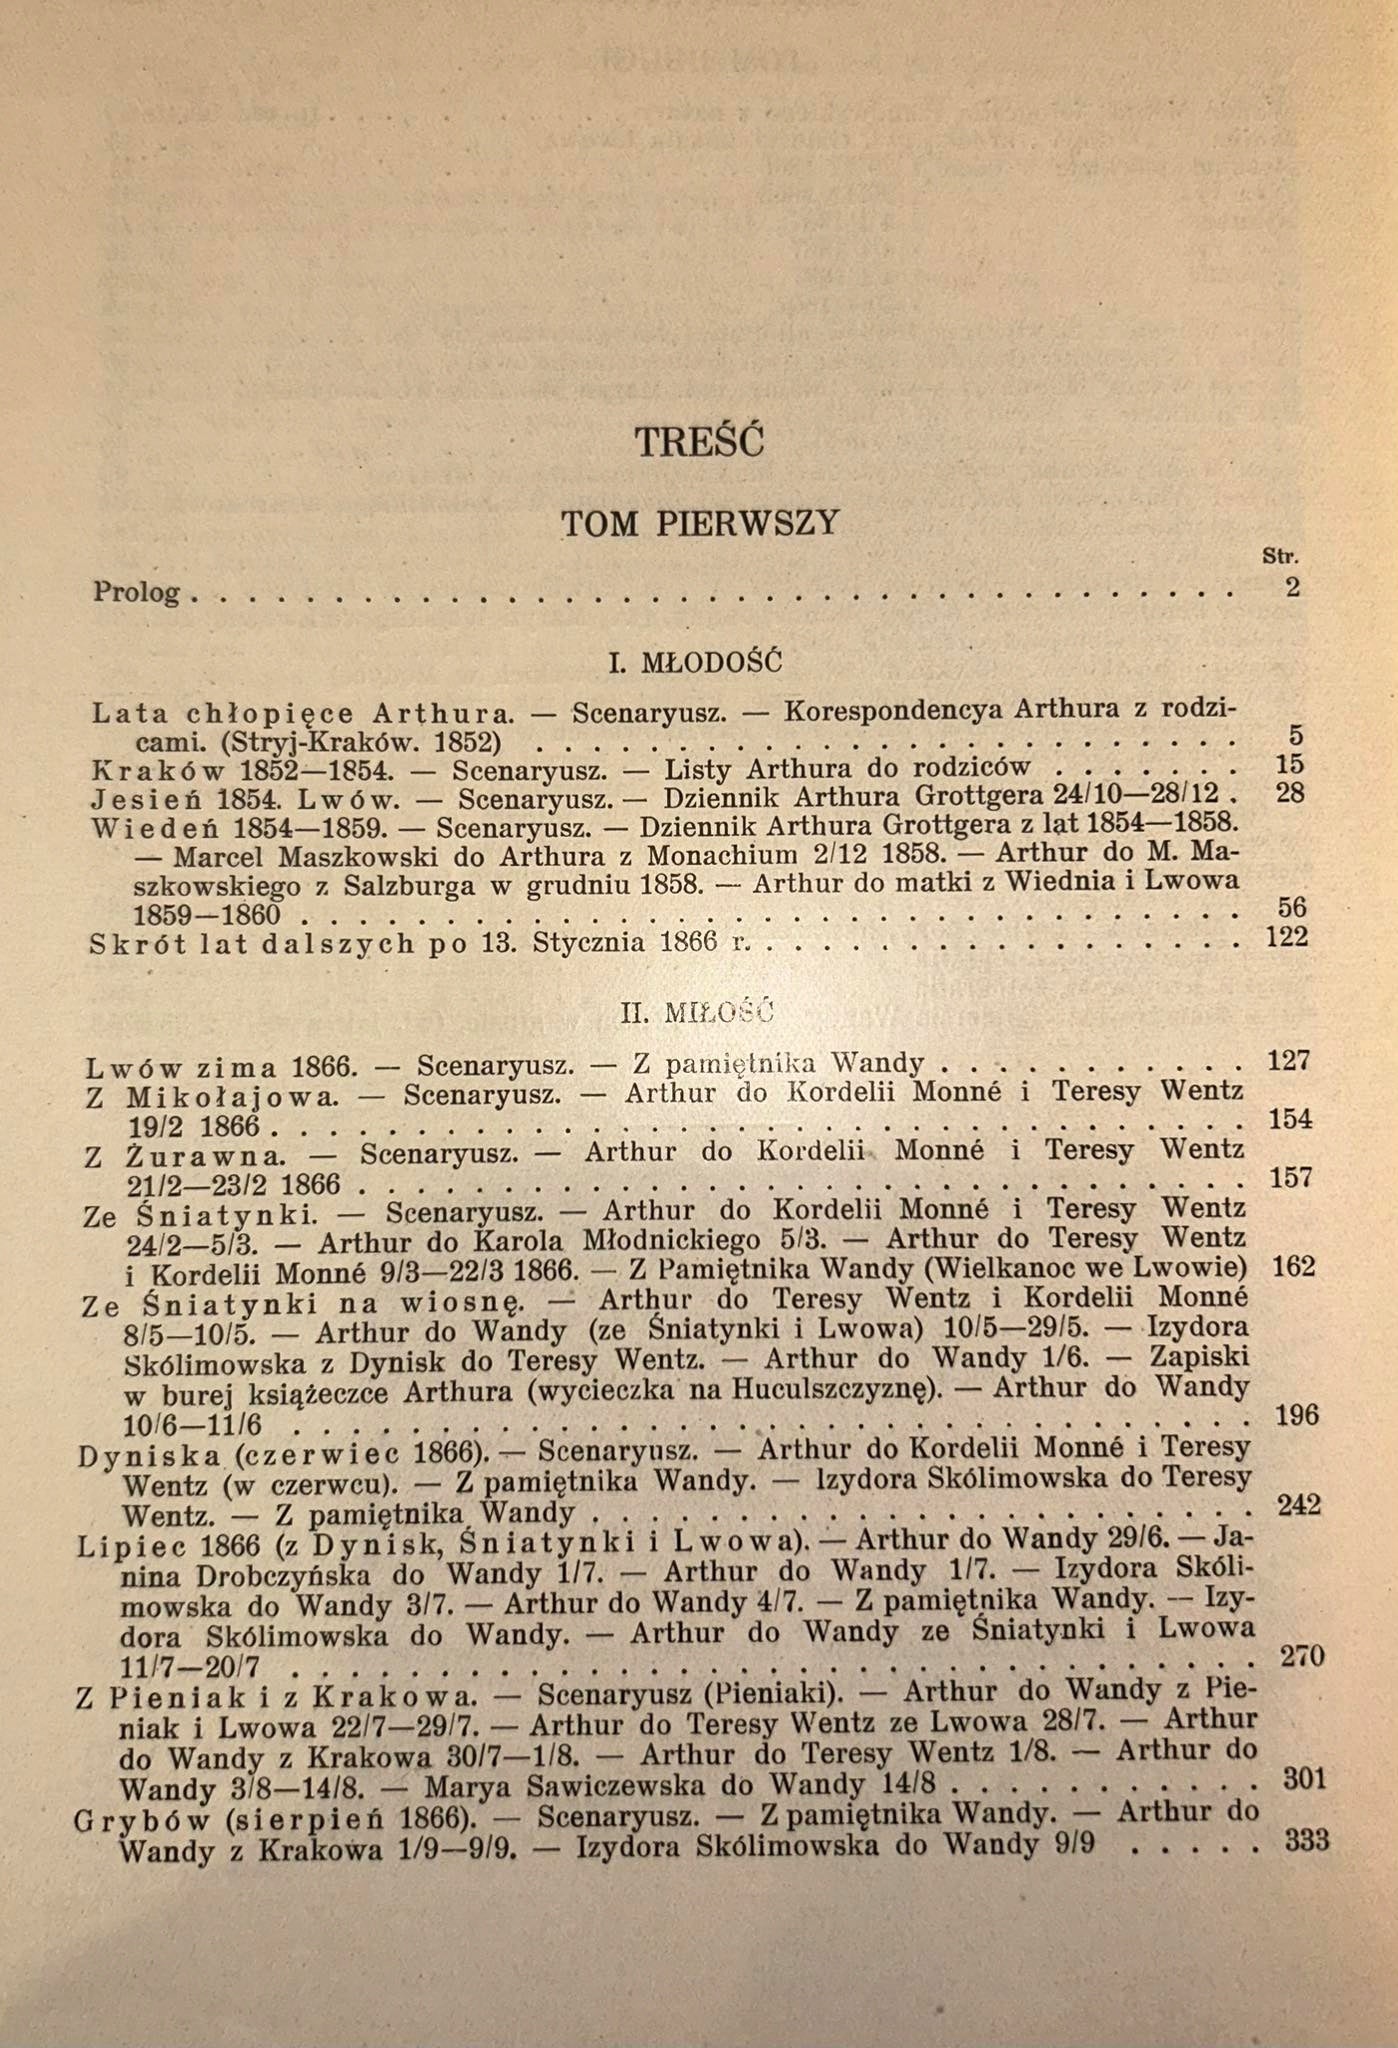 TREŚĆ
TOM PIERWSZY
Str.
Prolog . . . . . . . . . . . . . . . . . . . . . . . . . . . . . . . . . . . . . 2
I. MŁODOŚĆ
Lata chłopięce Arthura. — Scenaryusz. — Korespondencya Arthura z rodzi-
cami. (Stryj-Kraków. 1852) . . . . . . . . . . . . . . . . . . . . . . . . . 5
Kraków 1852—1854. — Scenaryusz. — Listy Arthura do rodziców . . . . . . . 15
Jesień 1854. Lwów. — Scenaryusz. — Dziennik Arthura Grottgera 24/10—28/12 . 28
Wiedeń 1854—1859. — Scenaryusz. — Dziennik Arthura Grottgera z lat 1854—1858.
— Marcel Maszkowski do Arthura z Monachium 2/12 1858. — Arthur do M. Ma-
szkowskiego z Salzburga w grudniu 1858. — Arthur do matki z Wiednia i Lwowa
1859—1860 . . . . . . . . . . . . . . . . . . . . . . . . . . . . . . . . . 56
Skrót lat dalszych po 13. Stycznia 1866 r. . . . . . . . . . . . . . . . . . . 122
II. MIŁOŚĆ
Lwów zima 1866. — Scenaryusz. — Z pamiętnika Wandy . . . . . . . . . . . 127
Z Mikołajowa. — Scenaryusz. — Arthur do Kordelii Monné i Teresy Wentz
19/2 1866 . . . . . . . . . . . . . . . . . . . . . . . . . . . . . . . . . . 154
Z Żurawna. — Scenaryusz. — Arthur do Kordelii Monné i Teresy Wentz
21/2—23/2 1866 . . . . . . . . . . . . . . . . . . . . . . . . . . . . . . . 157
Ze Śniatynki. — Scenaryusz. — Arthur do Kordelii Monné i Teresy Wentz
24/2—5/3. — Arthur do Karola Młodnickiego 5/3. — Arthur do Teresy Wentz
i Kordelii Monné 9/3—22/3 1866. — Z Pamiętnika Wandy (Wielkanoc we Lwowie) 162
Ze Śniatynki na wiosnę. — Arthur do Teresy Wentz i Kordelii Monné
8/5—10/5. — Arthur do Wandy (ze Śniatynki i Lwowa) 10/5—29/5. — Izydora
Skólimowska z Dynisk do Teresy Wentz. — Arthur do Wandy 1/6. — Zapiski
w burej książeczce Arthura (wycieczka na Huculszczyznę). — Arthur do Wandy
10/6—11/6 . . . . . . . . . . . . . . . . . . . . . . . . . . . . . . . . . 196
Dyniska (czerwiec 1866). — Scenaryusz. — Arthur do Kordelii Monné i Teresy
Wentz (w czerwcu). — Z pamiętnika Wandy. — Izydora Skólimowska do Teresy
Wentz. — Z pamiętnika Wandy . . . . . . . . . . . . . . . . . . . . . . . 242
Lipiec 1866 (z Dynisk, Śniatynki i Lwowa). — Arthur do Wandy 29/6. — Ja-
nina Drobczyńska do Wandy 1/7. — Arthur do Wandy 1/7. — Izydora Skóli-
mowska do Wandy 3/7. — Arthur do Wandy 4/7. — Z pamiętnika Wandy. — Izy-
dora Skólimowska do Wandy. — Arthur do Wandy ze Śniatynki i Lwowa
11/7—20/7 . . . . . . . . . . . . . . . . . . . . . . . . . . . . . . . . . 270
Z Pieniak i z Krakowa. — Scenaryusz (Pieniaki). — Arthur do Wandy z Pie-
niak i Lwowa 22/7—29/7. — Arthur do Teresy Wentz ze Lwowa 28/7. — Arthur
do Wandy z Krakowa 30/7—1/8. — Arthur do Teresy Wentz 1/8. — Arthur do
Wandy 3/8—14/8. — Marya Sawiczewska do Wandy 14/8 . . . . . . . . . . . 301
Grybów (sierpień 1866). — Scenaryusz. — Z pamiętnika Wandy. — Arthur do
Wandy z Krakowa 1/9—9/9. — Izydora Skólimowska do Wandy 9/9 . . . . . 333